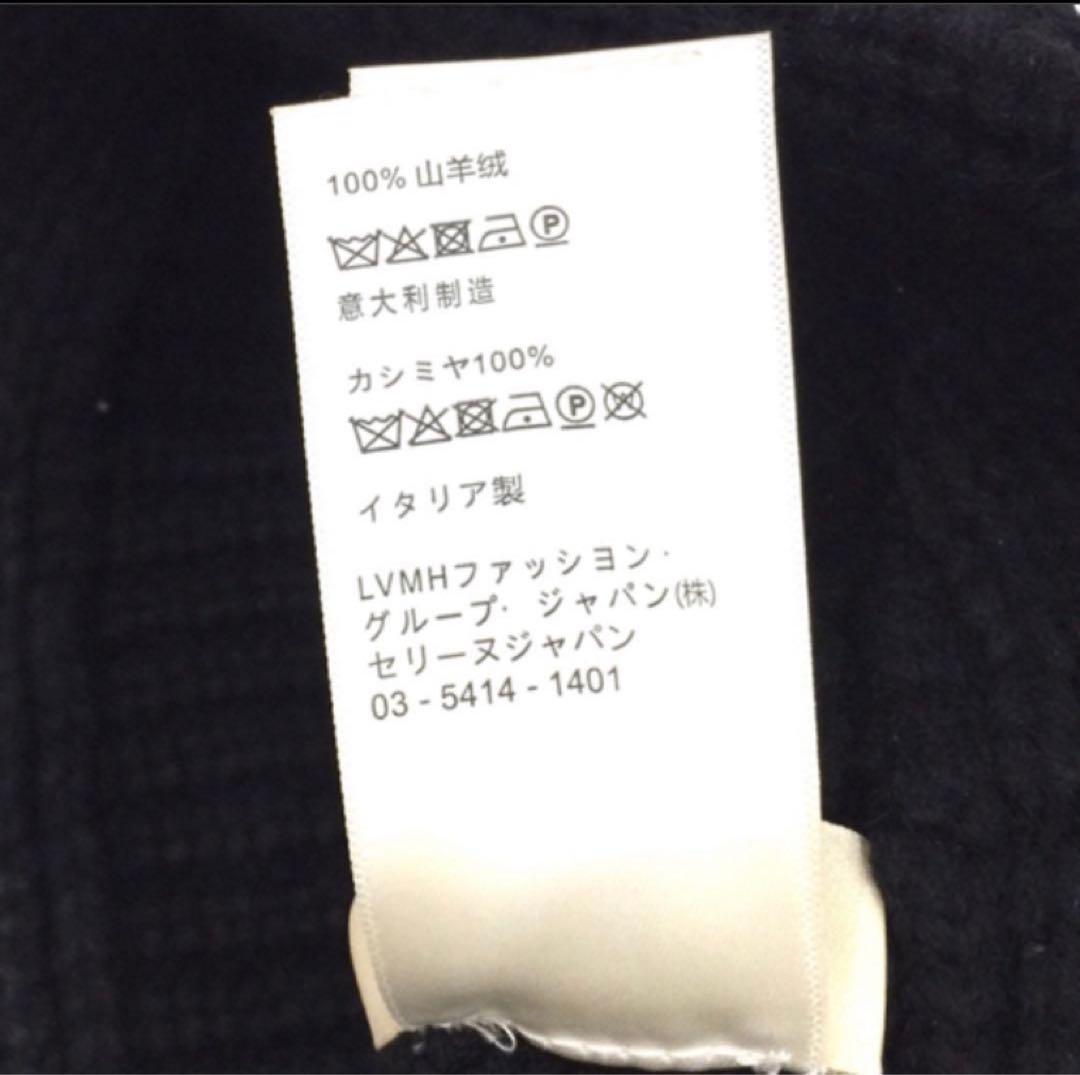 100% 山羊绒
P
意大利制造
カシミヤ100%
P W
イタリア製
LVMHファッション・
グループ・ジャパン(株)
セリーヌジャパン
03 - 5414 - 1401